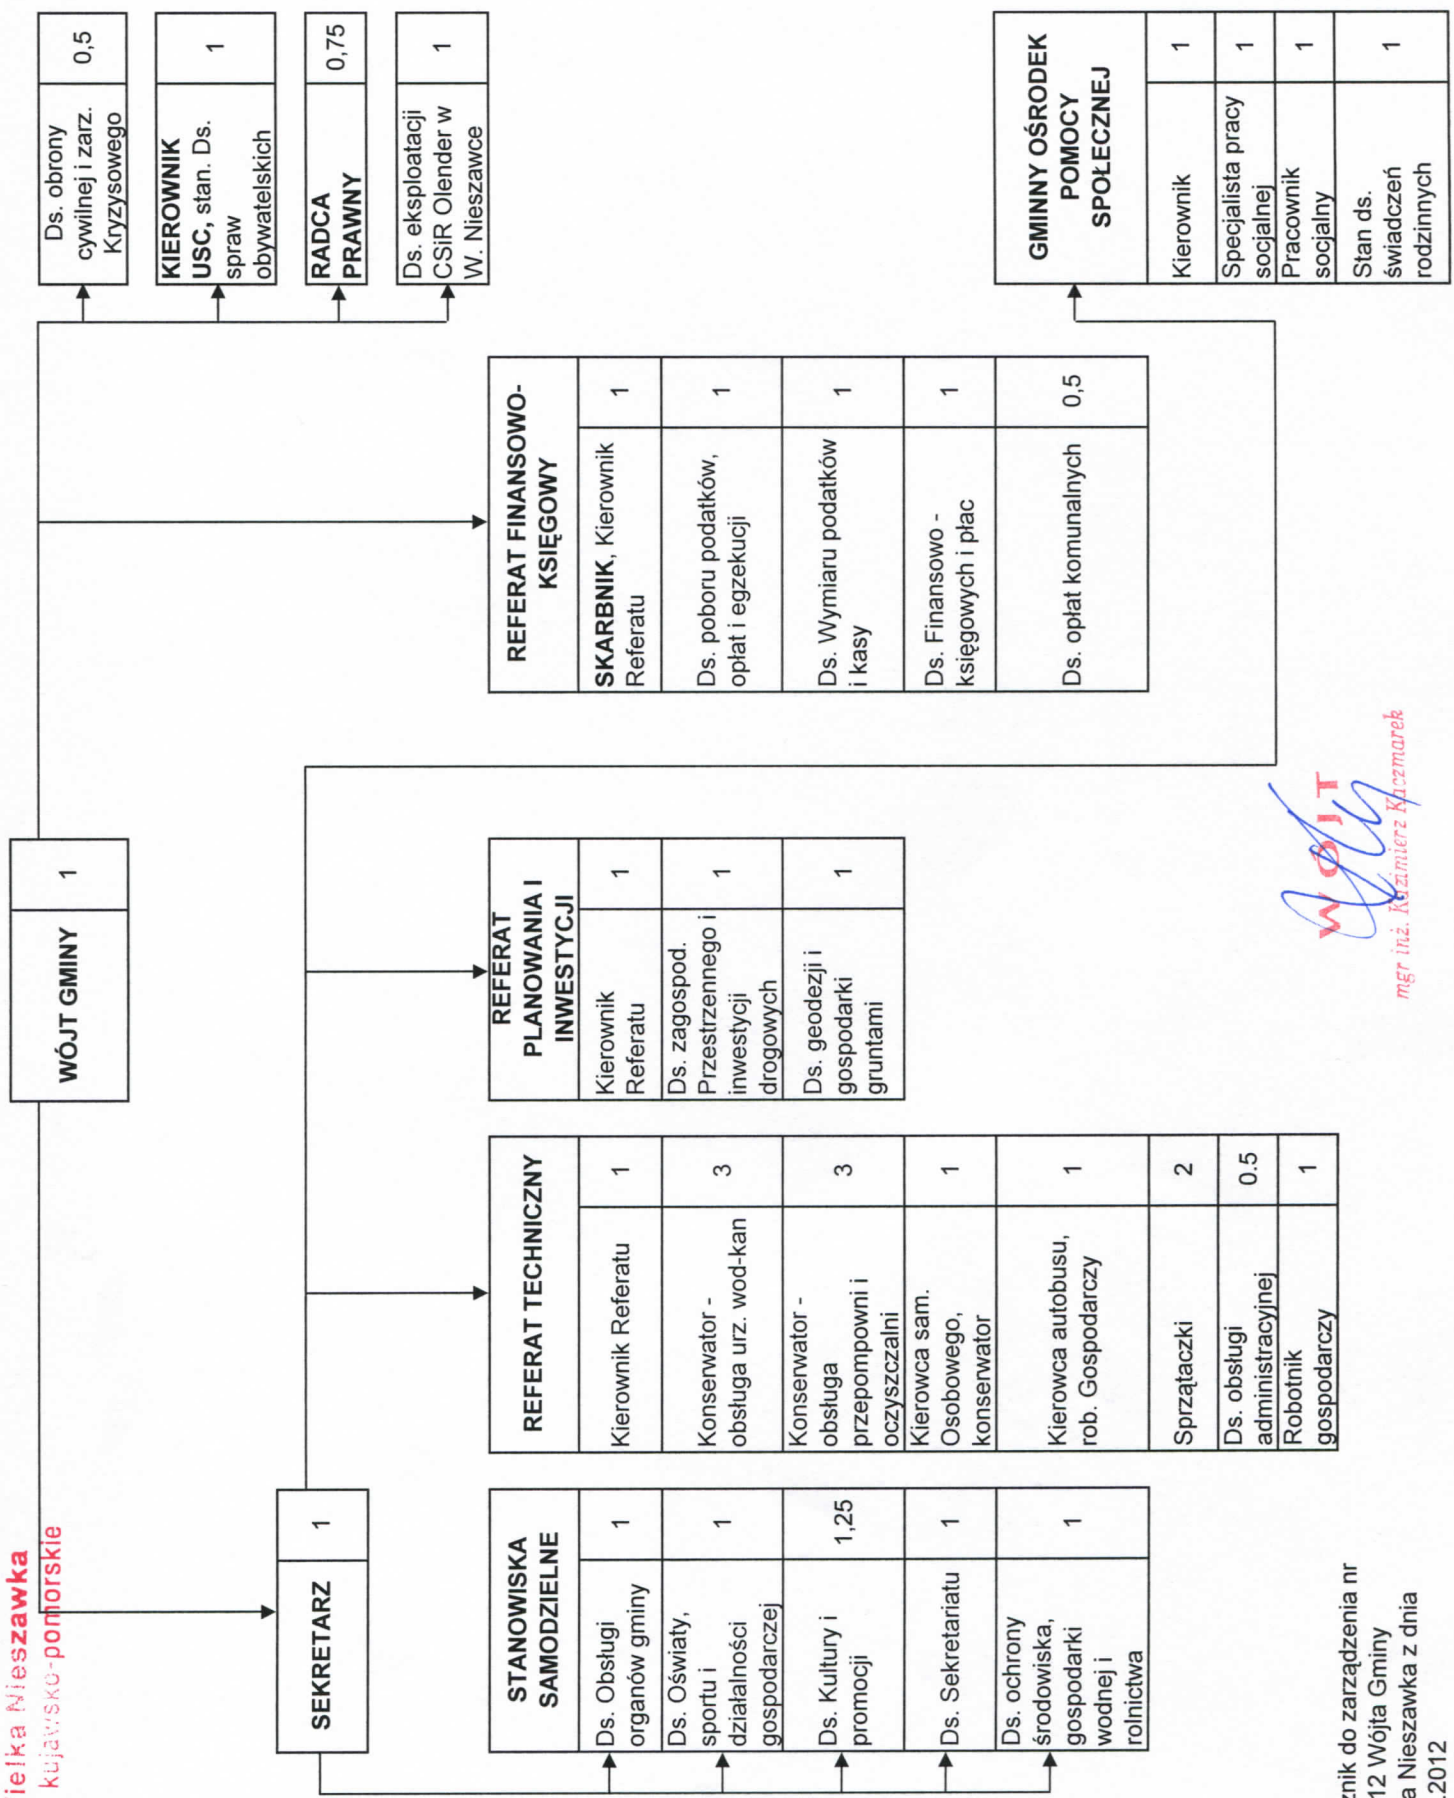 ielka Nieszawka
kujawsko-pomorskie
WÓJT GMINY 1
SEKRETARZ 1
Ds. obrony
cywilnej i zarz.
Kryzysowego
0,5
KIEROWNIK
USC, stan. Ds.
spraw
obywatelskich
1
RADCA
PRAWNY
0,75
Ds. eksploatacji
CSiR Olender w
W. Nieszawce
1
STANOWISKA
SAMODZIELNE
Ds. Obsługi
organów gminy
1
Ds. Oświaty,
sportu i
działalności
gospodarczej
1
Ds. Kultury i
promocji
1,25
Ds. Sekretariatu 1
Ds. ochrony
środowiska,
gospodarki
wodnej i
rolnictwa
1
REFERAT TECHNICZNY
Kierownik Referatu 1
Konserwator -
obsługa urz. wod-kan
3
Konserwator -
obsługa
przepompowni i
oczyszczalni
3
Kierowca sam.
Osobowego,
konserwator
1
Kierowca autobusu,
rob. Gospodarczy
1
Sprzątaczki 2
Ds. obsługi
administracyjnej
0.5
Robotnik
gospodarczy
1
REFERAT
PLANOWANIA I
INWESTYCJI
Kierownik
Referatu
1
Ds. zagospod.
Przestrzennego i
inwestycji
drogowych
1
Ds. geodezji i
gospodarki
gruntami
1
REFERAT FINANSOWO-
KSIĘGOWY
SKARBNIK, Kierownik
Referatu
1
Ds. poboru podatków,
opłat i egzekucji
1
Ds. Wymiaru podatków
i kasy
1
Ds. Finansowo -
księgowych i płac
1
Ds. opłat komunalnych 0,5
GMINNY OŚRODEK
POMOCY
SPOŁECZNEJ
Kierownik 1
Specjalista pracy
socjalnej
1
Pracownik
socjalny
1
Stan ds.
świadczeń
rodzinnych
1
WÓJT
mgr inż. Kazimierz Kaczmarek
znik do zarządzenia nr
12 Wójta Gminy
a Nieszawka z dnia
.2012